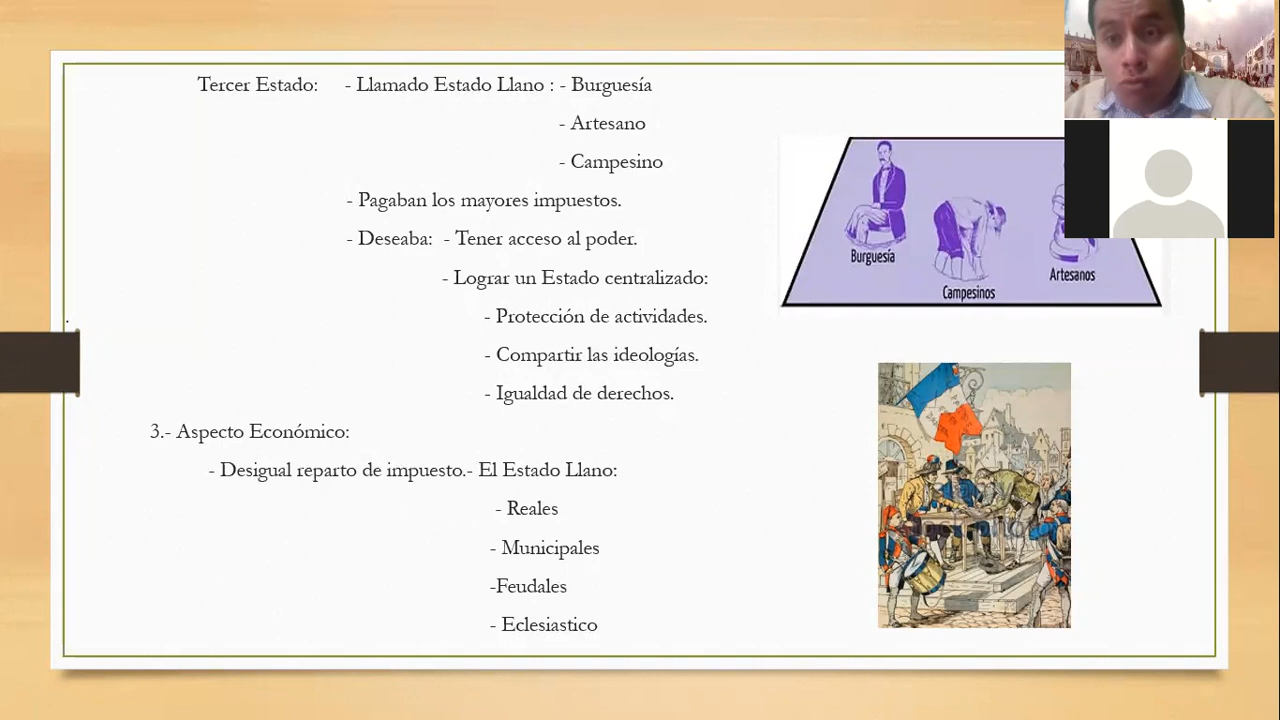 Tercer Estado: - Llamado Estado Llano : - Burguesía
- Artesano
- Campesino
- Pagaban los mayores impuestos.
- Deseaba: - Tener acceso al poder.
- Lograr un Estado centralizado:
- Protección de actividades.
- Compartir las ideologías.
- Igualdad de derechos.
3.- Aspecto Económico:
- Desigual reparto de impuesto.- El Estado Llano:
- Reales
- Municipales
-Feudales
- Eclesiastico
Burguesía
Campesinos
Artesanos